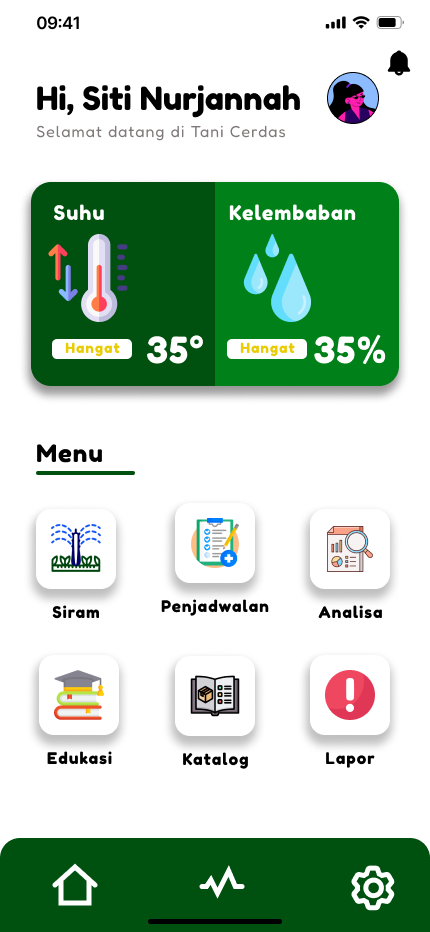 09:41
Hi, Siti Nurjannah
Selamat datang di Tani Cerdas
Suhu
Kelembaban
Hangat 35°
Hangat 35%
Menu
Siram
Penjadwalan
Analisa
Edukasi
Katalog
Lapor